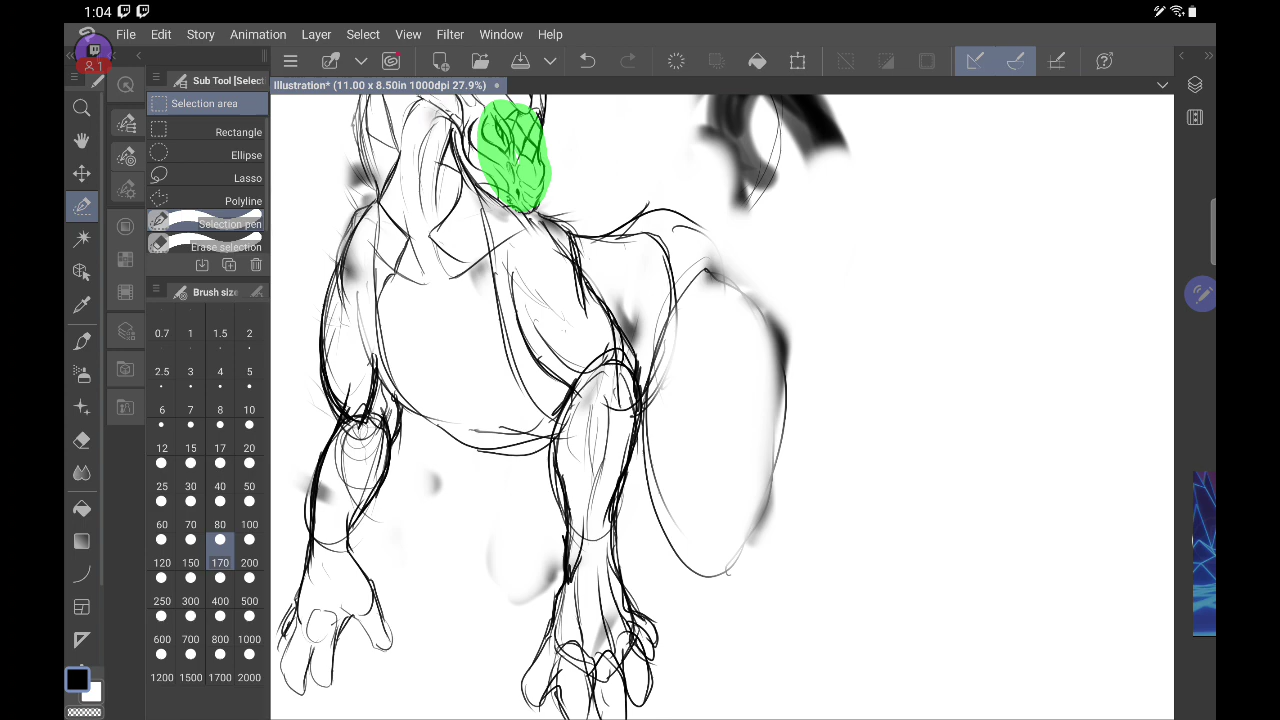 1:04
File Edit Story Animation Layer Select View Filter Window Help
1
Sub Tool [Select
Illustration* (11.00 x 8.50in 1000dpi 27.9%)
Selection area
Rectangle
Ellipse
Lasso
Polyline
Selection pen
Erase selection
Brush size
0.7 1 1.5 2
2.5 3 4 5
6 7 8 10
12 15 17 20
25 30 40 50
60 70 80 100
120 150 170 200
250 300 400 500
600 700 800 1000
1200 1500 1700 2000